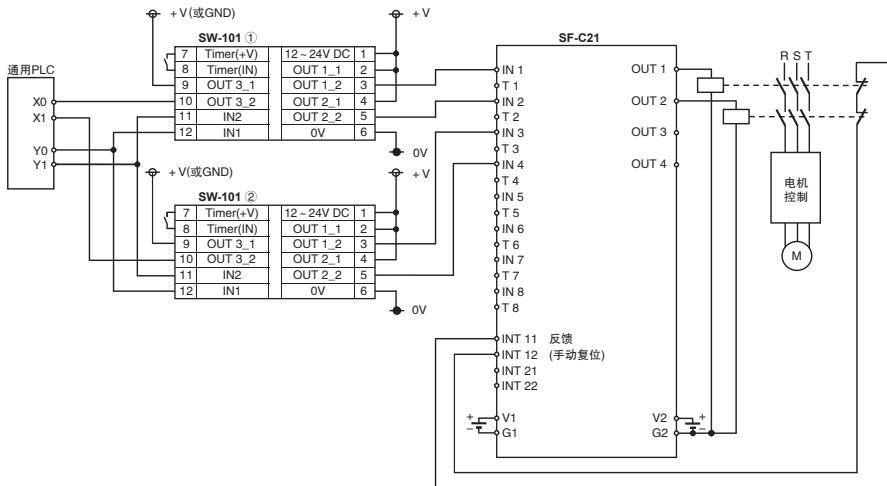 +V(或GND)
+V
SW-101 ①
7 Timer(+V) 12~24V DC 1
8 Timer(IN) OUT 1_1 2
9 OUT 3_1 OUT 1_2 3
10 OUT 3_2 OUT 2_1 4
11 IN2 OUT 2_2 5
12 IN1 0V 6
0V
通用PLC
X0
X1
Y0
Y1
+V(或GND)
+V
SW-101 ②
7 Timer(+V) 12~24V DC 1
8 Timer(IN) OUT 1_1 2
9 OUT 3_1 OUT 1_2 3
10 OUT 3_2 OUT 2_1 4
11 IN2 OUT 2_2 5
12 IN1 0V 6
0V
SF-C21
IN 1
T 1
IN 2
T 2
IN 3
T 3
IN 4
T 4
IN 5
T 5
IN 6
T 6
IN 7
T 7
IN 8
T 8
INT 11 反馈
INT 12 (手动复位)
INT 21
INT 22
+ V1
− G1
OUT 1
OUT 2
OUT 3
OUT 4
V2 +
G2 −
R S T
电机
控制
M